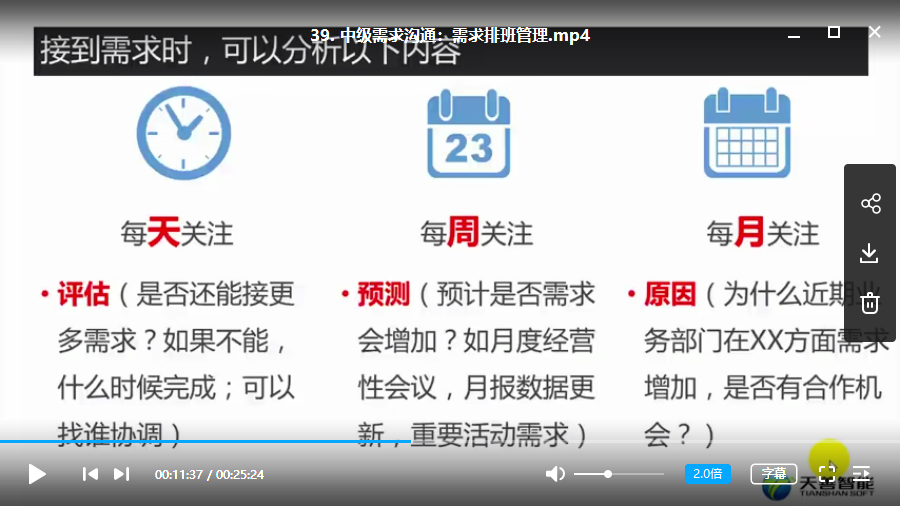 39. 中级需求沟通：需求排班管理.mp4
接到需求时，可以分析以下内容
23
每天关注
每周关注
每月关注
• 评估（是否还能接更
多需求？如果不能，
什么时候完成；可以
找谁协调）
• 预测（预计是否需求
会增加？如月度经营
性会议，月报数据更
新，重要活动需求）
• 原因（为什么近期业
务部门在XX方面需求
增加，是否有合作机
会？）
00:11:37 / 00:25:24
2.0倍
字幕
天善智能
TIANSHAN SOFT